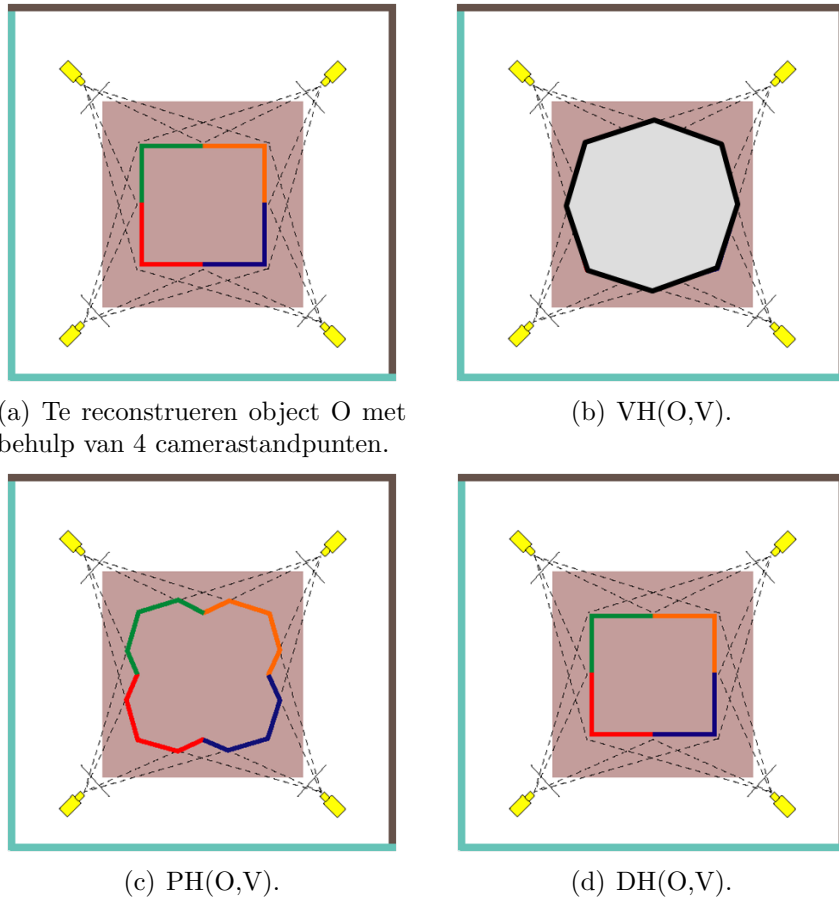 (a) Te reconstrueren object O met
behulp van 4 camerastandpunten.
(b) VH(O,V).
(c) PH(O,V).
(d) DH(O,V).